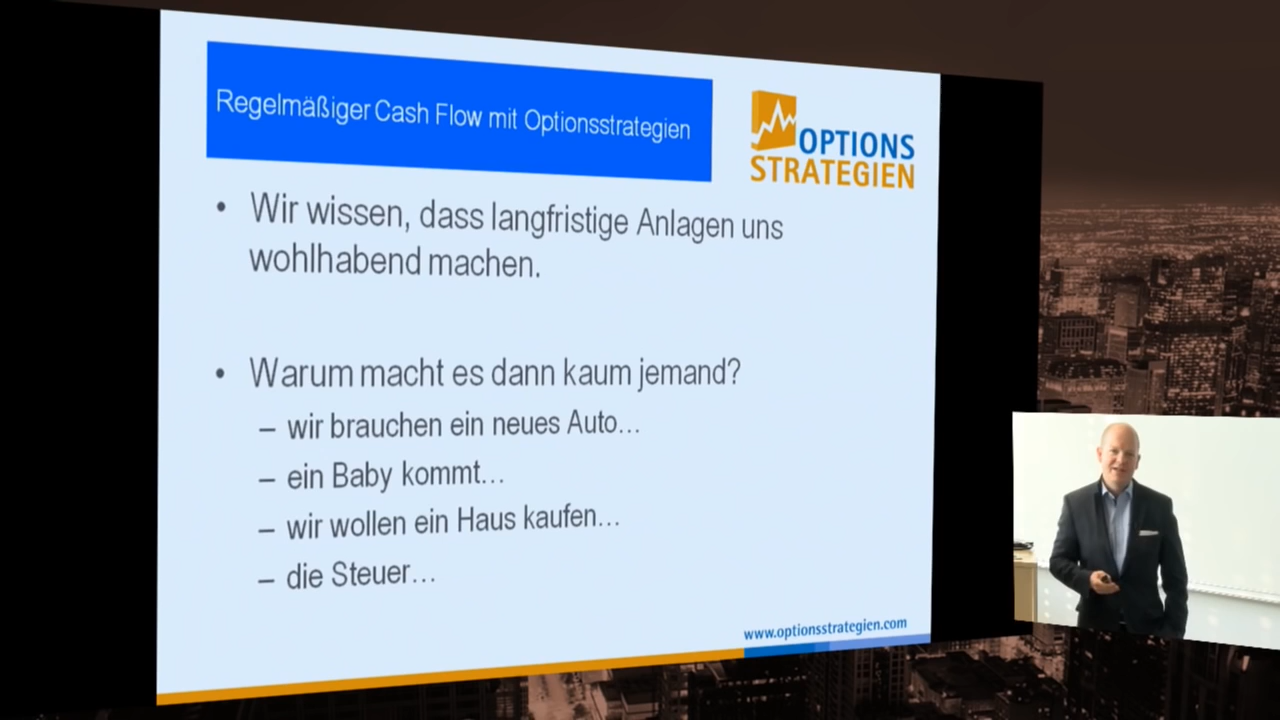 Regelmäßiger Cash Flow mit Optionsstrategien
OPTIONS
STRATEGIEN
• Wir wissen, dass langfristige Anlagen uns
wohlhabend machen.
• Warum macht es dann kaum jemand?
– wir brauchen ein neues Auto…
– ein Baby kommt…
– wir wollen ein Haus kaufen…
– die Steuer…
www.optionsstrategien.com